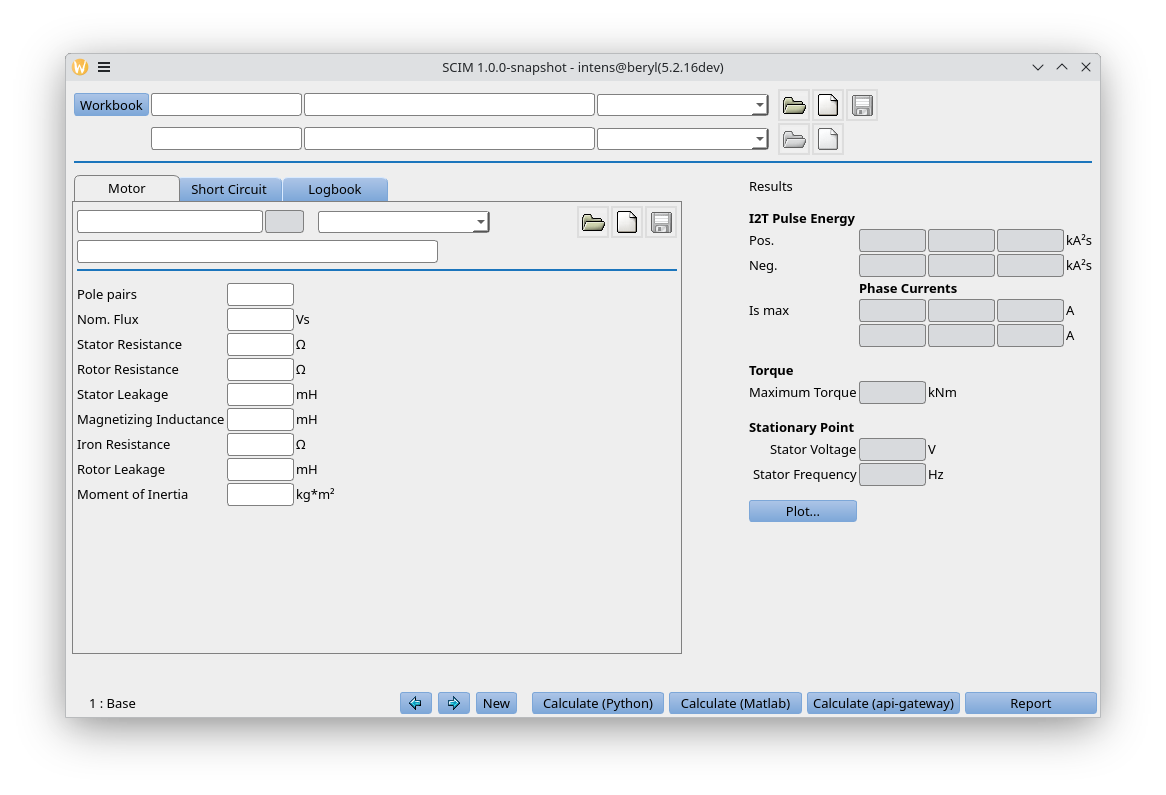 SCIM 1.0.0-snapshot - intens@beryl(5.2.16dev)
Workbook
Motor
Short Circuit
Logbook
Pole pairs
Nom. Flux Vs
Stator Resistance Ω
Rotor Resistance Ω
Stator Leakage mH
Magnetizing Inductance mH
Iron Resistance Ω
Rotor Leakage mH
Moment of Inertia kg*m²
Results
I2T Pulse Energy
Pos. kA²s
Neg. kA²s
Phase Currents
Is max A
A
Torque
Maximum Torque kNm
Stationary Point
Stator Voltage V
Stator Frequency Hz
Plot...
1 : Base
New
Calculate (Python)
Calculate (Matlab)
Calculate (api-gateway)
Report